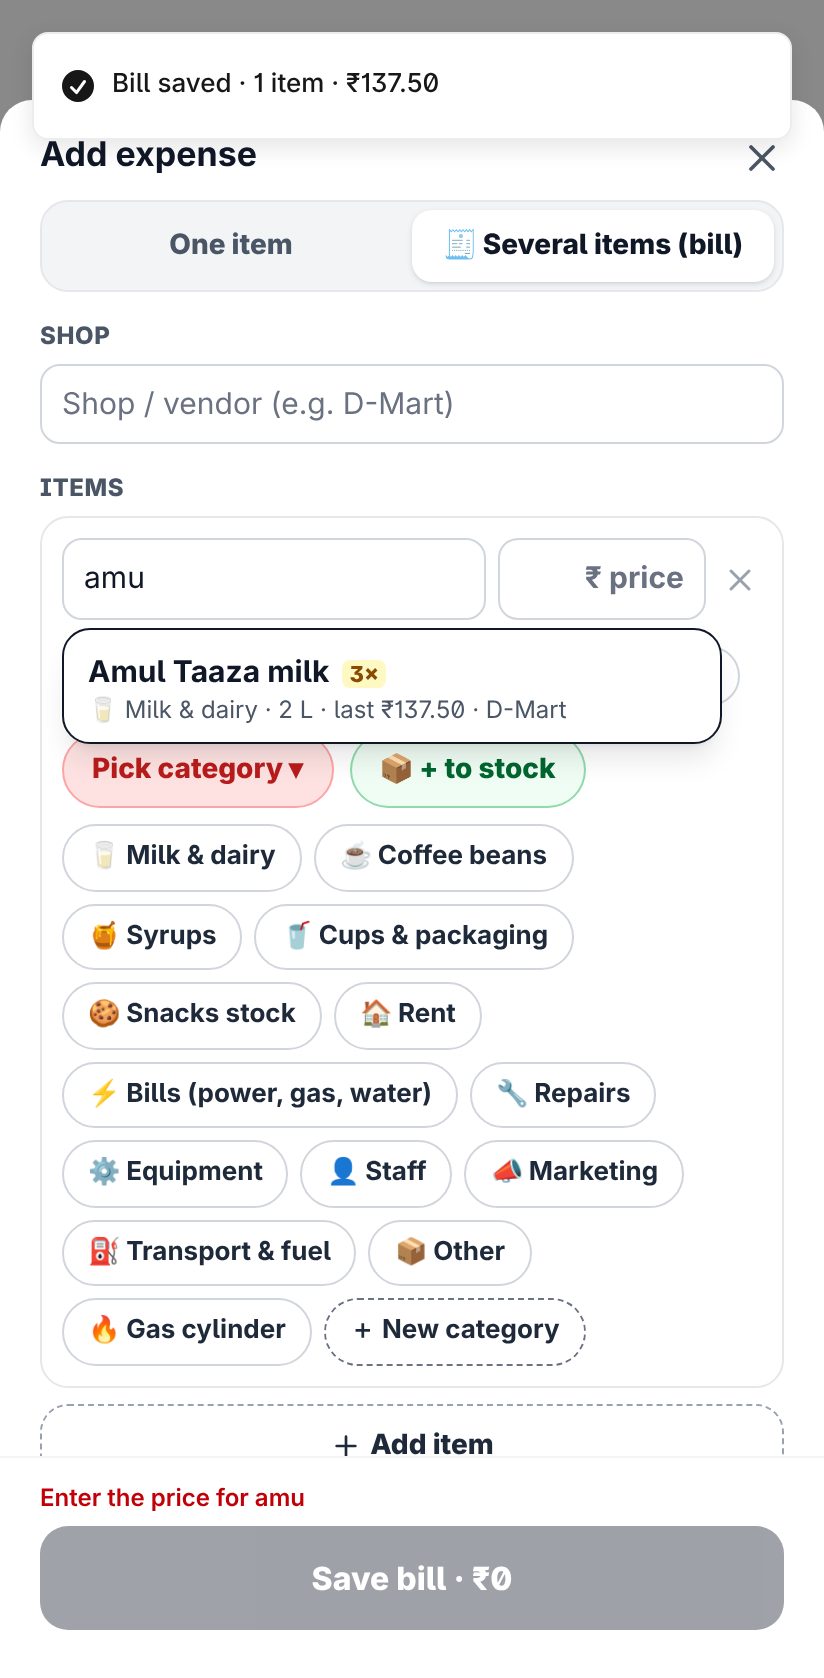 Bill saved · 1 item · ₹137.50
Add expense
One item
🧾 Several items (bill)
SHOP
Shop / vendor (e.g. D-Mart)
ITEMS
amu
₹ price
Amul Taaza milk 3×
🥛 Milk & dairy · 2 L · last ₹137.50 · D-Mart
Pick category ▾
📦 + to stock
🥛 Milk & dairy
☕ Coffee beans
🍯 Syrups
🥤 Cups & packaging
🍪 Snacks stock
🏠 Rent
⚡ Bills (power, gas, water)
🔧 Repairs
⚙️ Equipment
👤 Staff
📣 Marketing
⛽ Transport & fuel
📦 Other
🔥 Gas cylinder
+ New category
+ Add item
Enter the price for amu
Save bill · ₹0